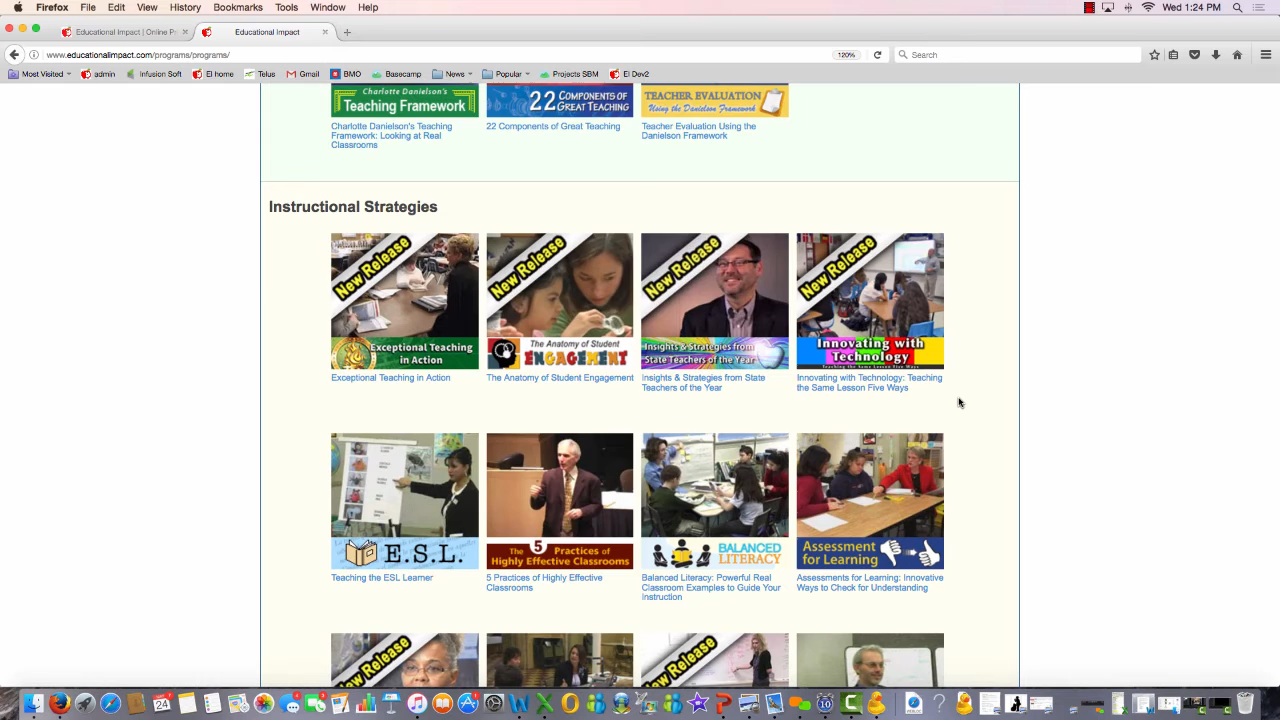 Firefox File Edit View History Bookmarks Tools Window Help
Wed 1:24 PM
Educational Impact | Online Pr
Educational Impact
www.educationalimpact.com/programs/programs/
120%
Search
Most Visited admin Infusion Soft EI home Telus Gmail BMO Basecamp News Popular Projects SBM EI Dev2
Charlotte Danielson's
Teaching Framework
22 COMPONENTS OF
GREAT TEACHING
TEACHER EVALUATION
Using the Danielson Framework
Charlotte Danielson's Teaching
Framework: Looking at Real
Classrooms
22 Components of Great Teaching
Teacher Evaluation Using the
Danielson Framework
Instructional Strategies
New Release
New Release
New Release
New Release
Exceptional Teaching
in Action
The Anatomy of Student
ENGAGEMENT
Insights & Strategies from
State Teachers of the Year
Innovating with
Technology
Teaching the Same Lesson Five Ways
Exceptional Teaching in Action
The Anatomy of Student Engagement
Insights & Strategies from State
Teachers of the Year
Innovating with Technology: Teaching
the Same Lesson Five Ways
E.S.L.
The 5 Practices of
Highly Effective Classrooms
BALANCED
LITERACY
Assessment
for Learning
Teaching the ESL Learner
5 Practices of Highly Effective
Classrooms
Balanced Literacy: Powerful Real
Classroom Examples to Guide Your
Instruction
Assessments for Learning: Innovative
Ways to Check for Understanding
New Release
New Release